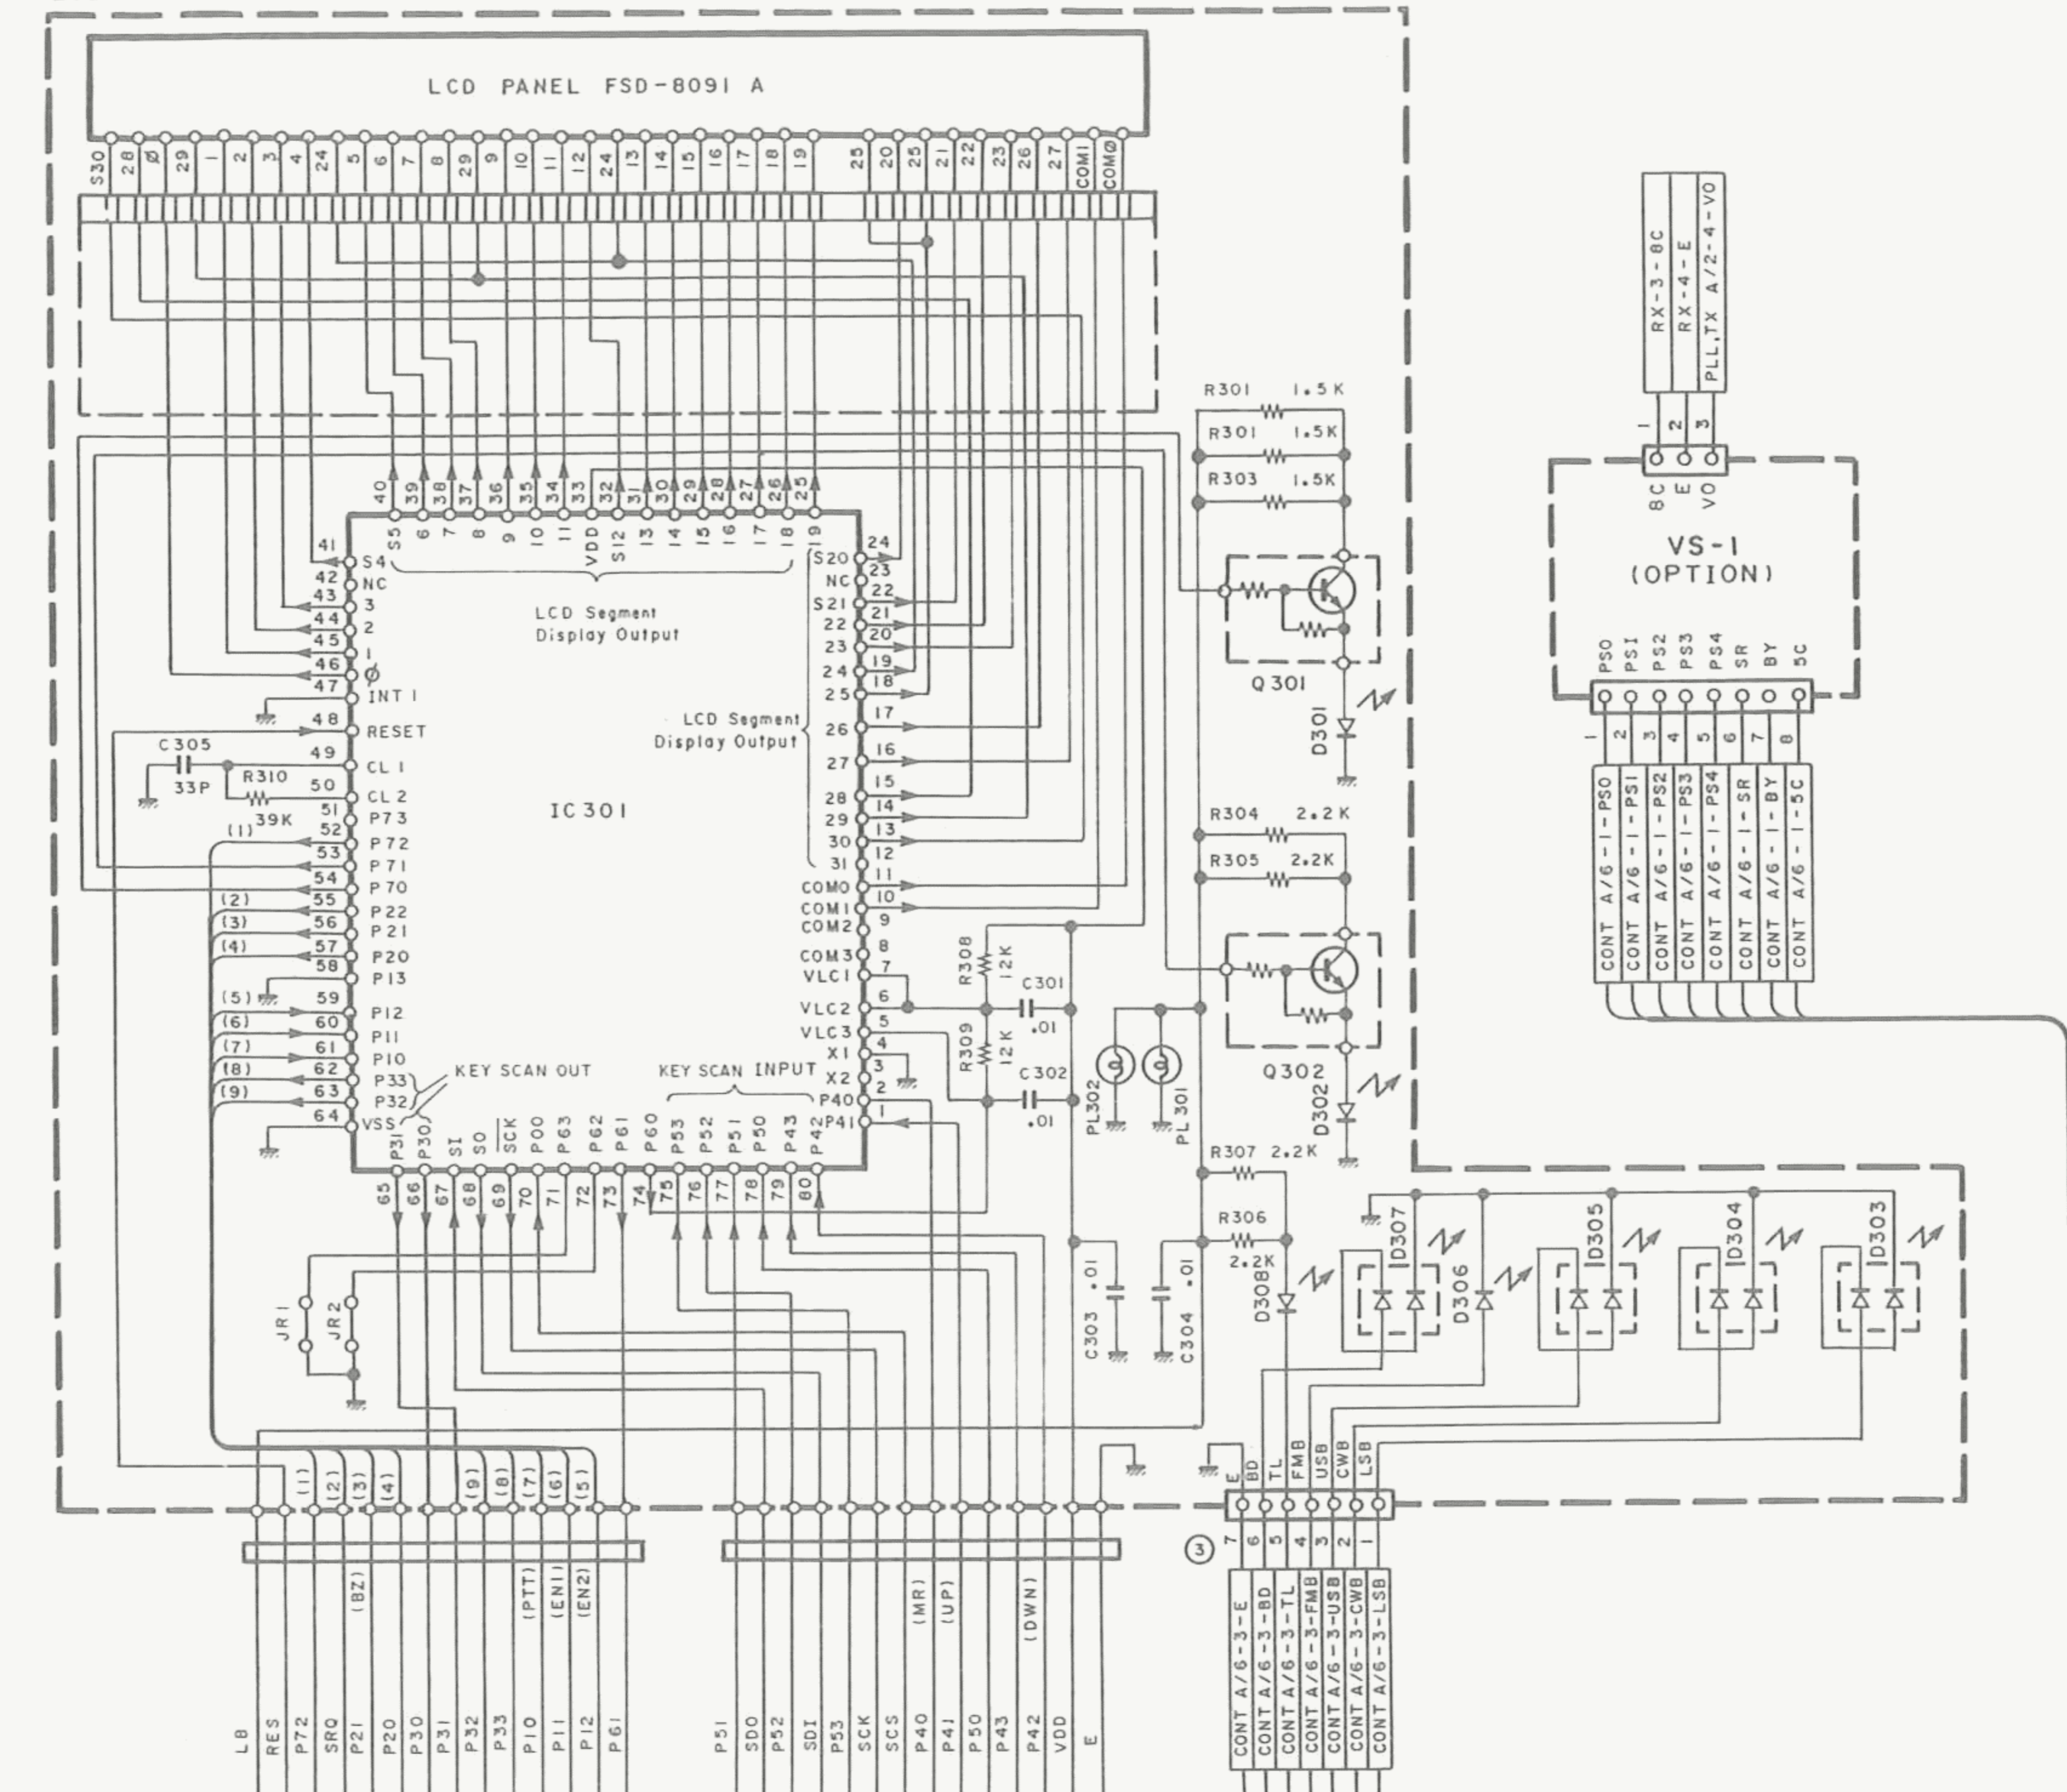 LCD PANEL FSD-8091 A
S30 28 Ø 29 1 2 3 4 24 5 6 7 8 29 9 10 11 12 24 13 14 15 16 17 18 19 25 20 25 21 22 23 26 27 COM1 COMØ
RX-3-8C
RX-4-E
PLL,TX A/2-4-VO
1 2 3
8C E VO
VS-1
(OPTION)
PS0 PS1 PS2 PS3 PS4 SR BY 5C
1 2 3 4 5 6 7 8
CONT A/6-1-PS0
CONT A/6-1-PS1
CONT A/6-1-PS2
CONT A/6-1-PS3
CONT A/6-1-PS4
CONT A/6-1-SR
CONT A/6-1-BY
CONT A/6-1-5C
R301 1.5K
R301 1.5K
R303 1.5K
Q301
D301
R304 2.2K
R305 2.2K
Q302
D302
R307 2.2K
R306
2.2K
D308
40 39 38 37 36 35 34 33 32 31 30 29 28 27 26 25
S5 6 7 8 9 10 11 VDD S12 13 14 15 16 17 18 19
LCD Segment
Display Output
LCD Segment
Display Output
IC301
41 S4
42 NC
43 3
44 2
45 1
46 Ø
47 INT 1
48 RESET
49 CL 1
50 CL 2
51 P73
(1) 52 P72
53 P71
54 P70
(2) 55 P22
(3) 56 P21
(4) 57 P20
58 P13
(5) 59 P12
(6) 60 P11
(7) 61 P10
(8) 62 P33
(9) 63 P32
64 VSS
C305
33P
R310
39K
KEY SCAN OUT
KEY SCAN INPUT
S20 24
NC 23
S21 22
22 21
23 20
24 19
25 18
26 17
27 16
28 15
29 14
30 13
31 12
COM0 11
COM1 10
COM2 9
COM3 8
VLC1 7
VLC2 6
VLC3 5
X1 4
X2 3
P40 2
P41 1
R308 12K
C301
.01
R309 12K
C302
.01
PL302
PL301
P31 P30 SI SO SCK P00 P63 P62 P61 P60 P53 P52 P51 P50 P43 P42
65 66 67 68 69 70 71 72 73 74 75 76 77 78 79 80
JR1
JR2
C303 .01
C304 .01
D307
D306
D305
D304
D303
(1) (2) (3) (4) (9) (8) (7) (6) (5)
E BD TL FMB USB CWB LSB
3
7 6 5 4 3 2 1
(BZ) (PTT) (EN1) (EN2) (MR) (UP) (DWN)
LB RES P72 SRQ P21 P20 P30 P31 P32 P33 P10 P11 P12 P61
P51 SDO P52 SDI P53 SCK SCS P40 P41 P50 P43 P42 VDD E
CONT A/6-3-E
CONT A/6-3-BD
CONT A/6-3-TL
CONT A/6-3-FMB
CONT A/6-3-USB
CONT A/6-3-CWB
CONT A/6-3-LSB